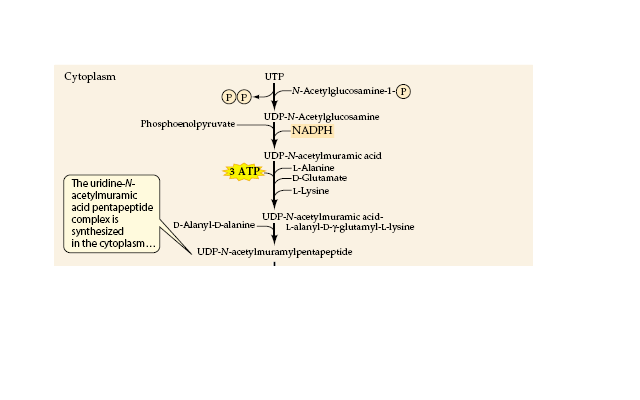 Cytoplasm
UTP
P P
N-Acetylglucosamine-1-P
UDP-N-Acetylglucosamine
Phosphoenolpyruvate
NADPH
UDP-N-acetylmuramic acid
3 ATP
L-Alanine
D-Glutamate
L-Lysine
The uridine-N-
acetylmuramic
acid pentapeptide
complex is
synthesized
in the cytoplasm…
UDP-N-acetylmuramic acid-
L-alanyl-D-γ-glutamyl-L-lysine
D-Alanyl-D-alanine
UDP-N-acetylmuramylpentapeptide